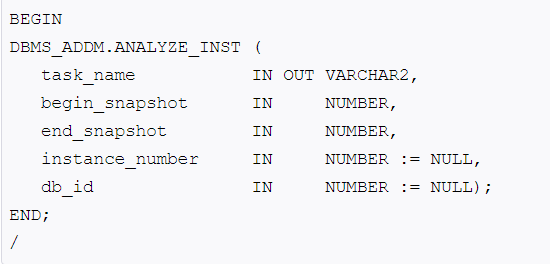 BEGIN
DBMS_ADDM.ANALYZE_INST (
   task_name           IN OUT VARCHAR2,
   begin_snapshot      IN     NUMBER,
   end_snapshot        IN     NUMBER,
   instance_number     IN     NUMBER := NULL,
   db_id               IN     NUMBER := NULL);
END;
/